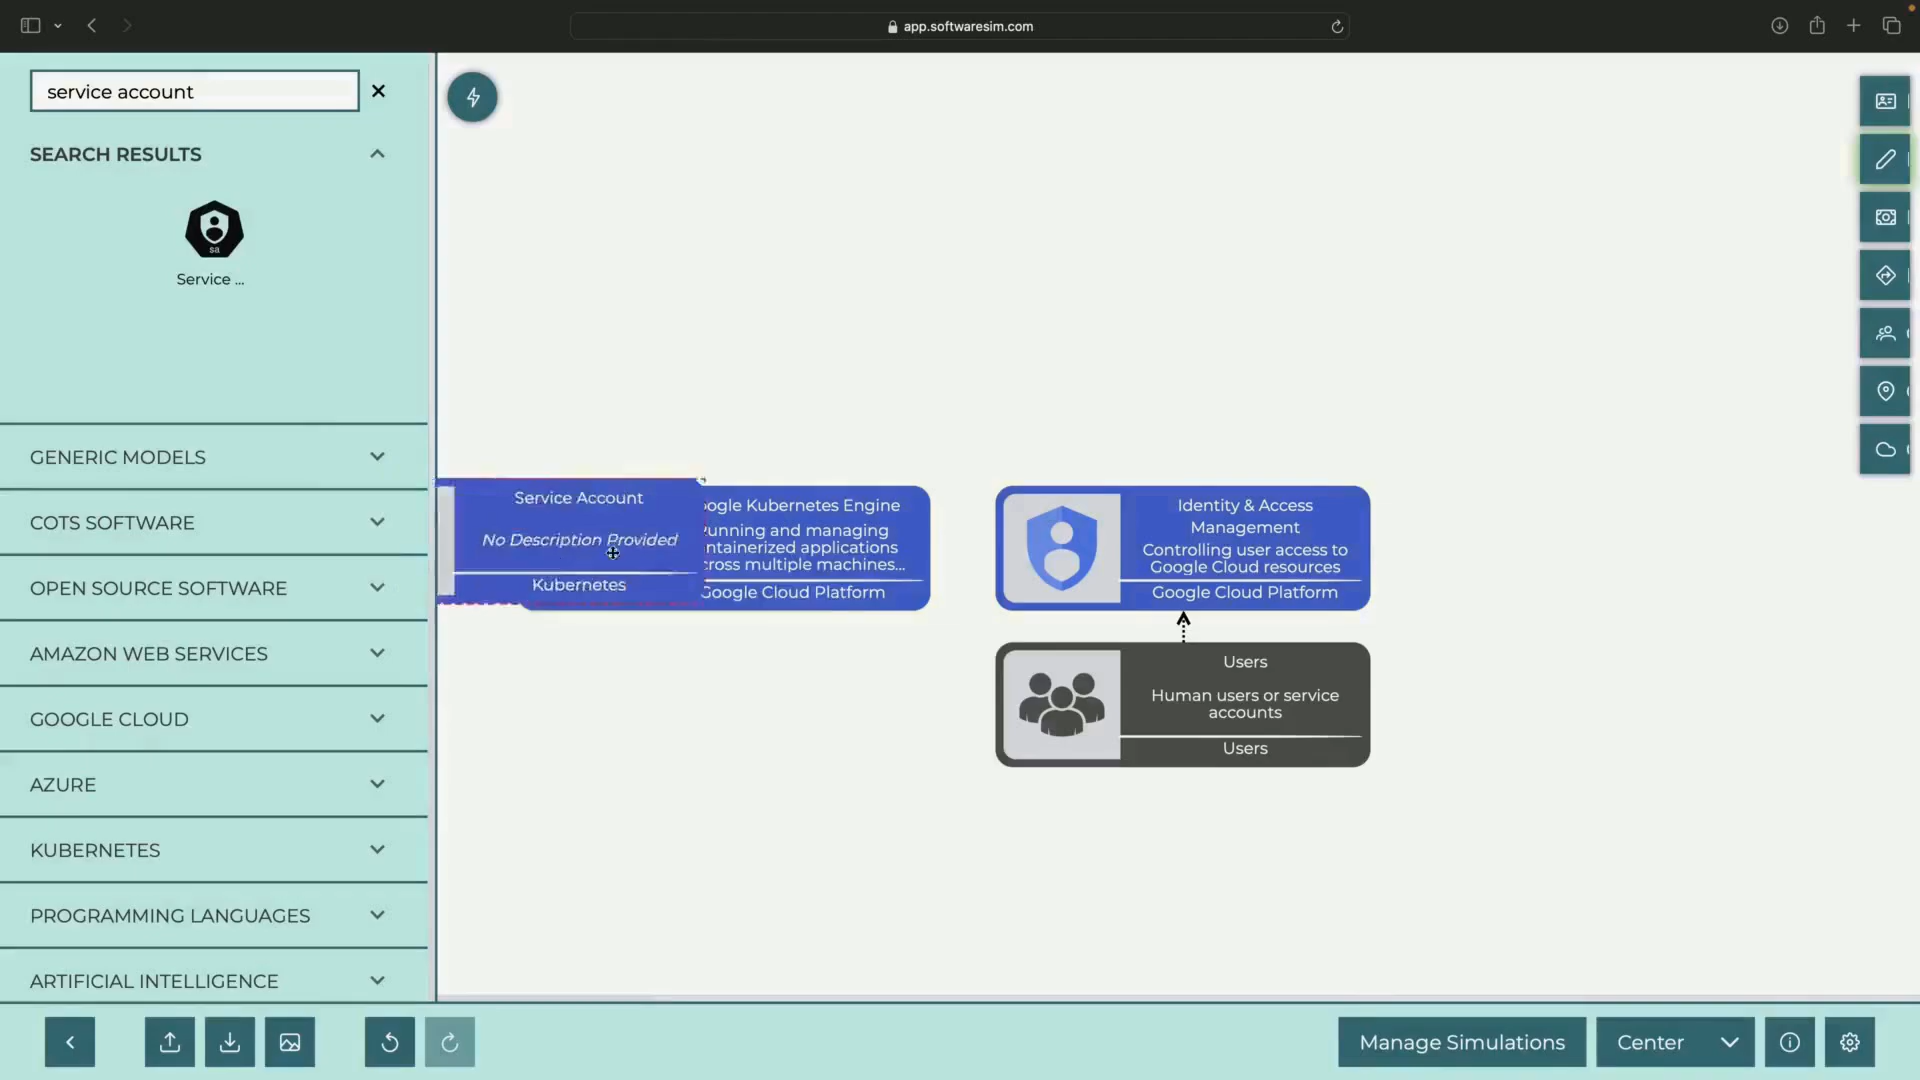 app.softwaresim.com
service account
SEARCH RESULTS
sa
Service ...
GENERIC MODELS
COTS SOFTWARE
OPEN SOURCE SOFTWARE
AMAZON WEB SERVICES
GOOGLE CLOUD
AZURE
KUBERNETES
PROGRAMMING LANGUAGES
ARTIFICIAL INTELLIGENCE
Service Account
No Description Provided
Kubernetes
ogle Kubernetes Engine
unning and managing
ntainerized applications
cross multiple machines...
Google Cloud Platform
Identity & Access
Management
Controlling user access to
Google Cloud resources
Google Cloud Platform
Users
Human users or service
accounts
Users
Manage Simulations
Center